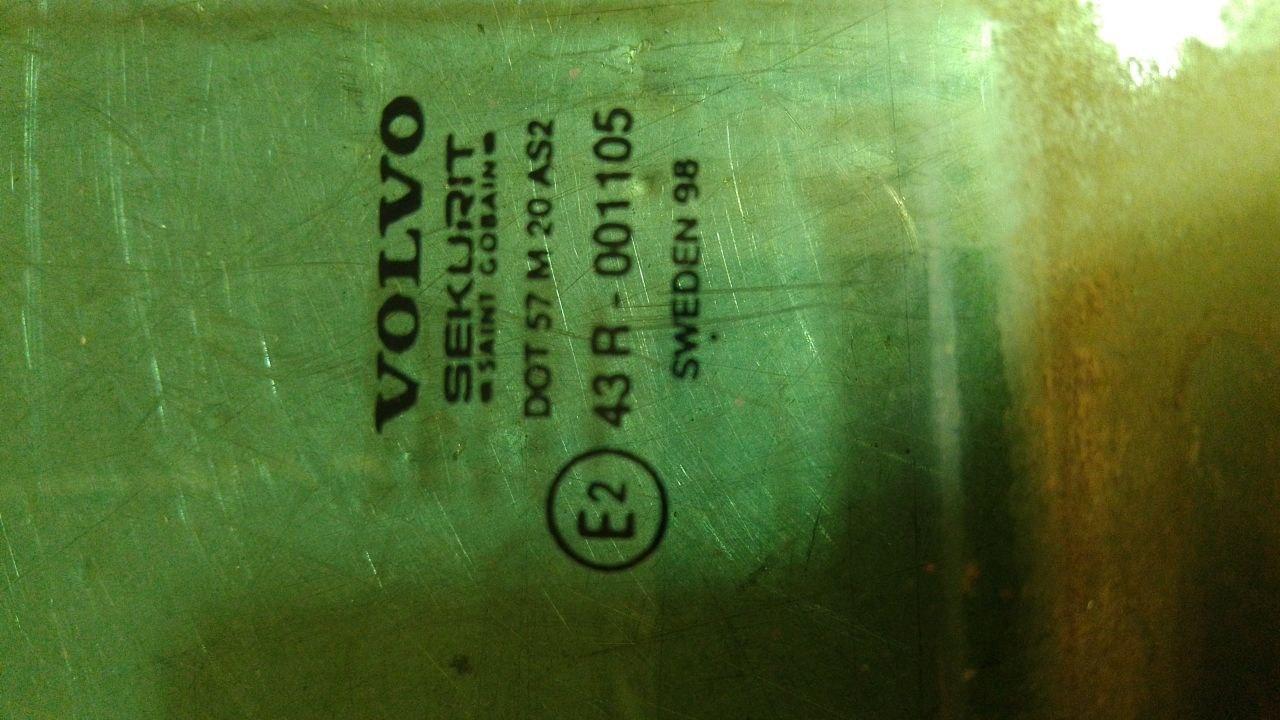 VOLVO
SEKURIT
SAINT GOBAIN
DOT 57 M 20 AS2
E2 43 R - 001105
SWEDEN 98